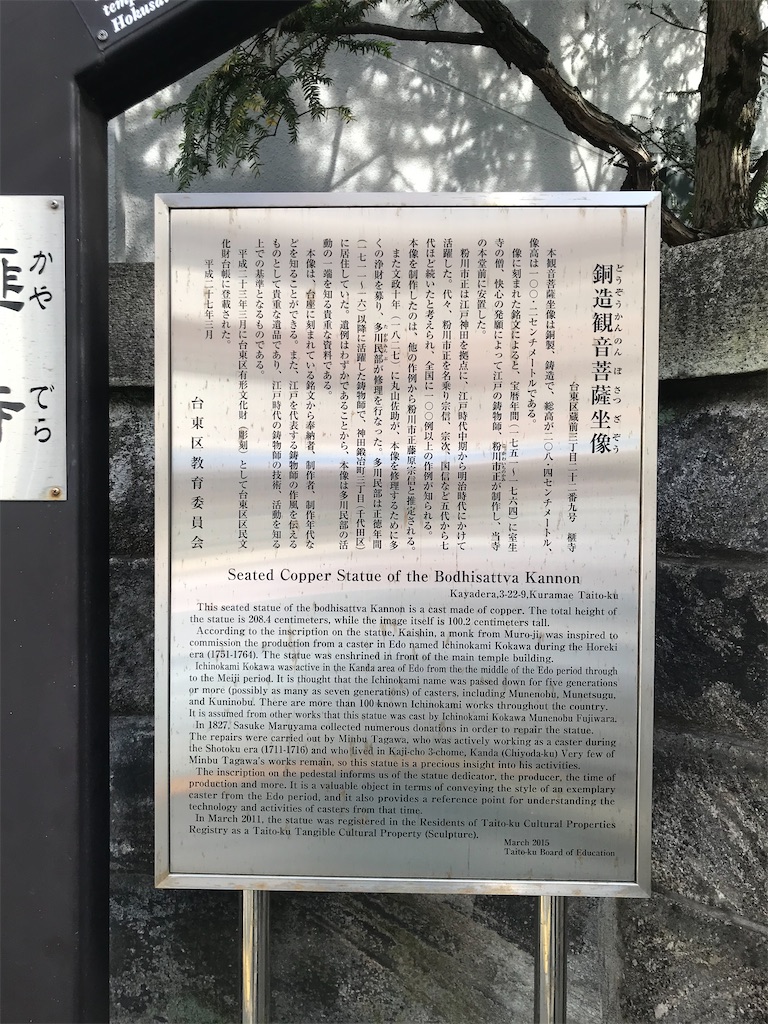 Hokusai
かやでら
寺
銅造観音菩薩坐像
どうぞうかんのんぼさつざぞう
台東区蔵前三丁目二十二番九号 榧寺
本観音菩薩坐像は銅製、鋳造で、総高が二〇八・四センチメートル、
像高は一〇〇・二センチメートルである。
像に刻まれた銘文によると、宝暦年間(一七五一~一七六四)に室生
寺の僧、快心の発願によって江戸の鋳物師、粉川市正が制作し、当寺
の本堂前に安置した。
粉川市正は江戸神田を拠点に、江戸時代中期から明治時代にかけて
活躍した。代々、粉川市正を名乗り宗信、宗次、国信など五代から七
代ほど続いたと考えられ、全国に一〇〇例以上の作例が知られる。
本像を制作したのは、他の作例から粉川市正藤原宗信と推定される。
また文政十年(一八二七)に丸山佐助が、本像を修理するために多
くの浄財を募り、多川民部が修理を行なった。多川民部は正徳年間
(一七一一~一六)以降に活躍した鋳物師で、神田鍛冶町三丁目(千代田区)
に居住していた。遺例はわずかであることから、本像は多川民部の活
動の一端を知る貴重な資料である。
本像は、台座に刻まれている銘文から奉納者、制作者、制作年代な
どを知ることができる。また、江戸を代表する鋳物師の作風を伝える
ものとして貴重な遺品であり、江戸時代の鋳物師の技術、活動を知る
上での基準となるものである。
平成二十三年三月に台東区有形文化財(彫刻)として台東区区民文
化財台帳に登載された。
平成二十七年三月
台東区教育委員会
Seated Copper Statue of the Bodhisattva Kannon
Kayadera,3-22-9,Kuramae Taito-ku
This seated statue of the bodhisattva Kannon is a cast made of copper. The total height of
the statue is 208.4 centimeters, while the image itself is 100.2 centimeters tall.
According to the inscription on the statue, Kaishin, a monk from Muro-ji, was inspired to
commission the production from a caster in Edo named Ichinokami Kokawa during the Horeki
era (1751-1764). The statue was enshrined in front of the main temple building.
Ichinokami Kokawa was active in the Kanda area of Edo from the the middle of the Edo period through
to the Meiji period. It is thought that the Ichinokami name was passed down for five generations
or more (possibly as many as seven generations) of casters, including Munenobu, Munetsugu,
and Kuninobu. There are more than 100 known Ichinokami works throughout the country.
It is assumed from other works that this statue was cast by Ichinokami Kokawa Munenobu Fujiwara.
In 1827, Sasuke Maruyama collected numerous donations in order to repair the statue.
The repairs were carried out by Minbu Tagawa, who was actively working as a caster during
the Shotoku era (1711-1716) and who lived in Kaji-cho 3-chome, Kanda (Chiyoda-ku) Very few of
Minbu Tagawa's works remain, so this statue is a precious insight into his activities.
The inscription on the pedestal informs us of the statue dedicator, the producer, the time of
production and more. It is a valuable object in terms of conveying the style of an exemplary
caster from the Edo period, and it also provides a reference point for understanding the
technology and activities of casters from that time.
In March 2011, the statue was registered in the Residents of Taito-ku Cultural Properties
Registry as a Taito-ku Tangible Cultural Property (Sculpture).
March 2015
Taito-ku Board of Education